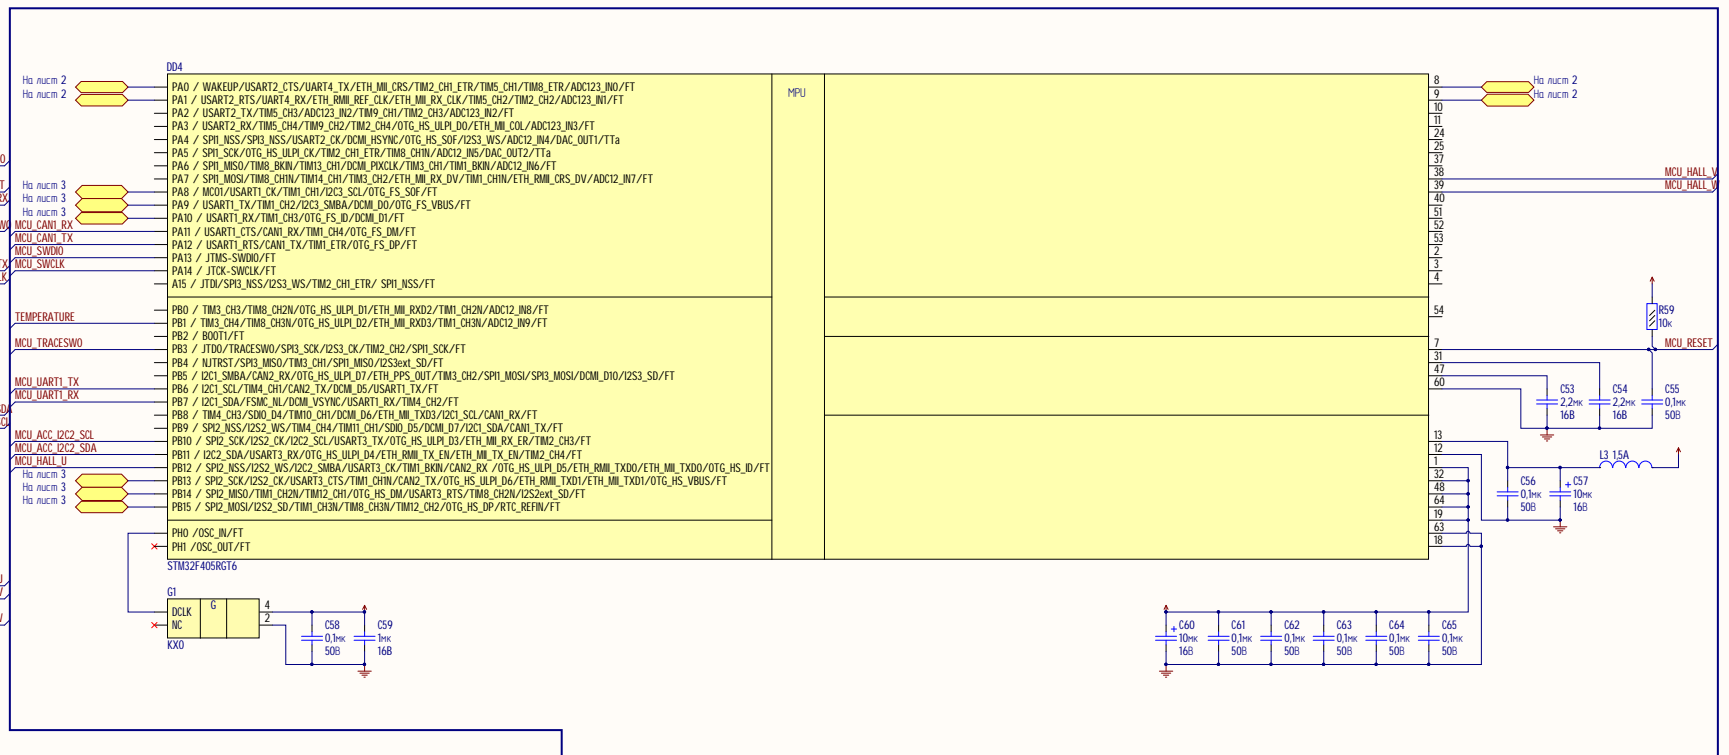 DD4
MPU
На лист 2
На лист 2
PA0 / WAKEUP/USART2_CTS/UART4_TX/ETH_MII_CRS/TIM2_CH1_ETR/TIM5_CH1/TIM8_ETR/ADC123_IN0/FT
PA1 / USART2_RTS/UART4_RX/ETH_RMII_REF_CLK/ETH_MII_RX_CLK/TIM5_CH2/TIM2_CH2/ADC123_IN1/FT
PA2 / USART2_TX/TIM5_CH3/ADC123_IN2/TIM9_CH1/TIM2_CH3/ADC123_IN2/FT
PA3 / USART2_RX/TIM5_CH4/TIM9_CH2/TIM2_CH4/OTG_HS_ULPI_D0/ETH_MII_COL/ADC123_IN3/FT
PA4 / SPI1_NSS/SPI3_NSS/USART2_CK/DCMI_HSYNC/OTG_HS_SOF/I2S3_WS/ADC12_IN4/DAC_OUT1/TTa
PA5 / SPI1_SCK/OTG_HS_ULPI_CK/TIM2_CH1_ETR/TIM8_CH1N/ADC12_IN5/DAC_OUT2/TTa
PA6 / SPI1_MISO/TIM8_BKIN/TIM13_CH1/DCMI_PIXCLK/TIM3_CH1/TIM1_BKIN/ADC12_IN6/FT
PA7 / SPI1_MOSI/TIM8_CH1N/TIM14_CH1/TIM3_CH2/ETH_MII_RX_DV/TIM1_CH1N/ETH_RMII_CRS_DV/ADC12_IN7/FT
На лист 3
PA8 / MCO1/USART1_CK/TIM1_CH1/I2C3_SCL/OTG_FS_SOF/FT
На лист 3
PA9 / USART1_TX/TIM1_CH2/I2C3_SMBA/DCMI_D0/OTG_FS_VBUS/FT
На лист 3
PA10 / USART1_RX/TIM1_CH3/OTG_FS_ID/DCMI_D1/FT
MCU_CAN1_RX
PA11 / USART1_CTS/CAN1_RX/TIM1_CH4/OTG_FS_DM/FT
MCU_CAN1_TX
PA12 / USART1_RTS/CAN1_TX/TIM1_ETR/OTG_FS_DP/FT
MCU_SWDIO
PA13 / JTMS-SWDIO/FT
MCU_SWCLK
PA14 / JTCK-SWCLK/FT
A15 / JTDI/SPI3_NSS/I2S3_WS/TIM2_CH1_ETR/ SPI1_NSS/FT
PB0 / TIM3_CH3/TIM8_CH2N/OTG_HS_ULPI_D1/ETH_MII_RXD2/TIM1_CH2N/ADC12_IN8/FT
TEMPERATURE
PB1 / TIM3_CH4/TIM8_CH3N/OTG_HS_ULPI_D2/ETH_MII_RXD3/TIM1_CH3N/ADC12_IN9/FT
PB2 / BOOT1/FT
MCU_TRACESWO
PB3 / JTDO/TRACESWO/SPI3_SCK/I2S3_CK/TIM2_CH2/SPI1_SCK/FT
PB4 / NJTRST/SPI3_MISO/TIM3_CH1/SPI1_MISO/I2S3ext_SD/FT
PB5 / I2C1_SMBA/CAN2_RX/OTG_HS_ULPI_D7/ETH_PPS_OUT/TIM3_CH2/SPI1_MOSI/SPI3_MOSI/DCMI_D10/I2S3_SD/FT
MCU_UART1_TX
PB6 / I2C1_SCL/TIM4_CH1/CAN2_TX/DCMI_D5/USART1_TX/FT
MCU_UART1_RX
PB7 / I2C1_SDA/FSMC_NL/DCMI_VSYNC/USART1_RX/TIM4_CH2/FT
PB8 / TIM4_CH3/SDIO_D4/TIM10_CH1/DCMI_D6/ETH_MII_TXD3/I2C1_SCL/CAN1_RX/FT
PB9 / SPI2_NSS/I2S2_WS/TIM4_CH4/TIM11_CH1/SDIO_D5/DCMI_D7/I2C1_SDA/CAN1_TX/FT
MCU_ACC_I2C2_SCL
PB10 / SPI2_SCK/I2S2_CK/I2C2_SCL/USART3_TX/OTG_HS_ULPI_D3/ETH_MII_RX_ER/TIM2_CH3/FT
MCU_ACC_I2C2_SDA
PB11 / I2C2_SDA/USART3_RX/OTG_HS_ULPI_D4/ETH_RMII_TX_EN/ETH_MII_TX_EN/TIM2_CH4/FT
MCU_HALL_U
PB12 / SPI2_NSS/I2S2_WS/I2C2_SMBA/USART3_CK/TIM1_BKIN/CAN2_RX /OTG_HS_ULPI_D5/ETH_RMII_TXD0/ETH_MII_TXD0/OTG_HS_ID/FT
На лист 3
PB13 / SPI2_SCK/I2S2_CK/USART3_CTS/TIM1_CH1N/CAN2_TX/OTG_HS_ULPI_D6/ETH_RMII_TXD1/ETH_MII_TXD1/OTG_HS_VBUS/FT
На лист 3
PB14 / SPI2_MISO/TIM1_CH2N/TIM12_CH1/OTG_HS_DM/USART3_RTS/TIM8_CH2N/I2S2ext_SD/FT
На лист 3
PB15 / SPI2_MOSI/I2S2_SD/TIM1_CH3N/TIM8_CH3N/TIM12_CH2/OTG_HS_DP/RTC_REFIN/FT
PH0 /OSC_IN/FT
PH1 /OSC_OUT/FT
STM32F405RGT6
8
На лист 2
9
На лист 2
10
11
24
25
37
38
MCU_HALL_V
39
MCU_HALL_W
40
51
52
53
2
3
4
54
R59
10к
7
MCU_RESET
31
47
60
C53
2,2мк
16В
C54
2,2мк
16В
C55
0,1мк
50В
13
12
1
32
48
64
19
63
18
L3 1,5A
C56
0,1мк
50В
+ C57
10мк
16В
G1
DCLK
G
4
NC
2
KXO
C58
0,1мк
50В
C59
1мк
16В
+ C60
10мк
16В
C61
0,1мк
50В
C62
0,1мк
50В
C63
0,1мк
50В
C64
0,1мк
50В
C65
0,1мк
50В